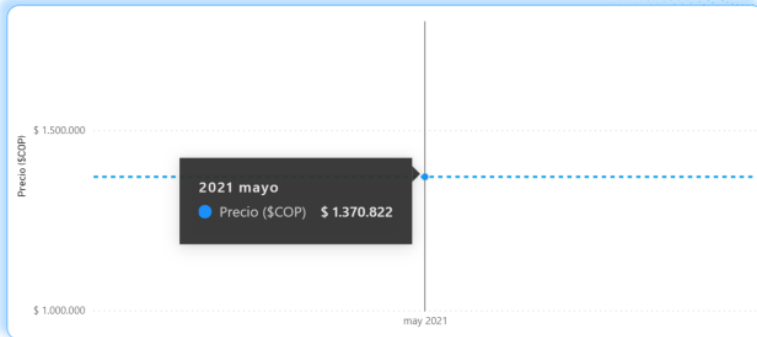 $ 1.500.000
Precio ($COP)
2021 mayo
Precio ($COP) $ 1.370.822
$ 1.000.000
may 2021